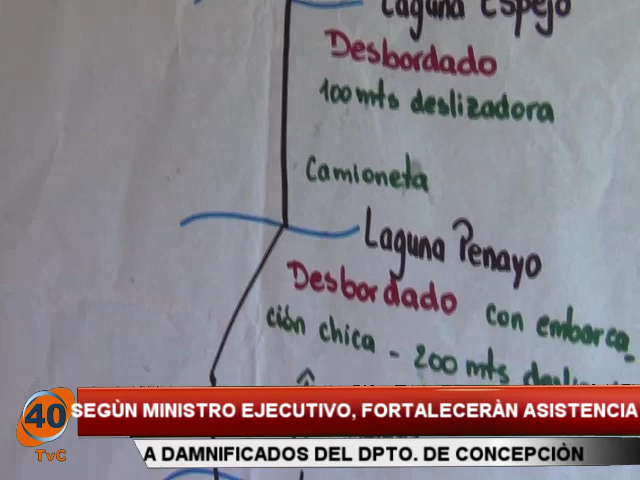 Laguna Espejo
Desbordado
100 mts deslizadora
Camioneta
Laguna Penayo
Desbordado con embarca_
ción chica - 200 mts
40
TvC
SEGÙN MINISTRO EJECUTIVO, FORTALECERÀN ASISTENCIA
A DAMNIFICADOS DEL DPTO. DE CONCEPCIÒN